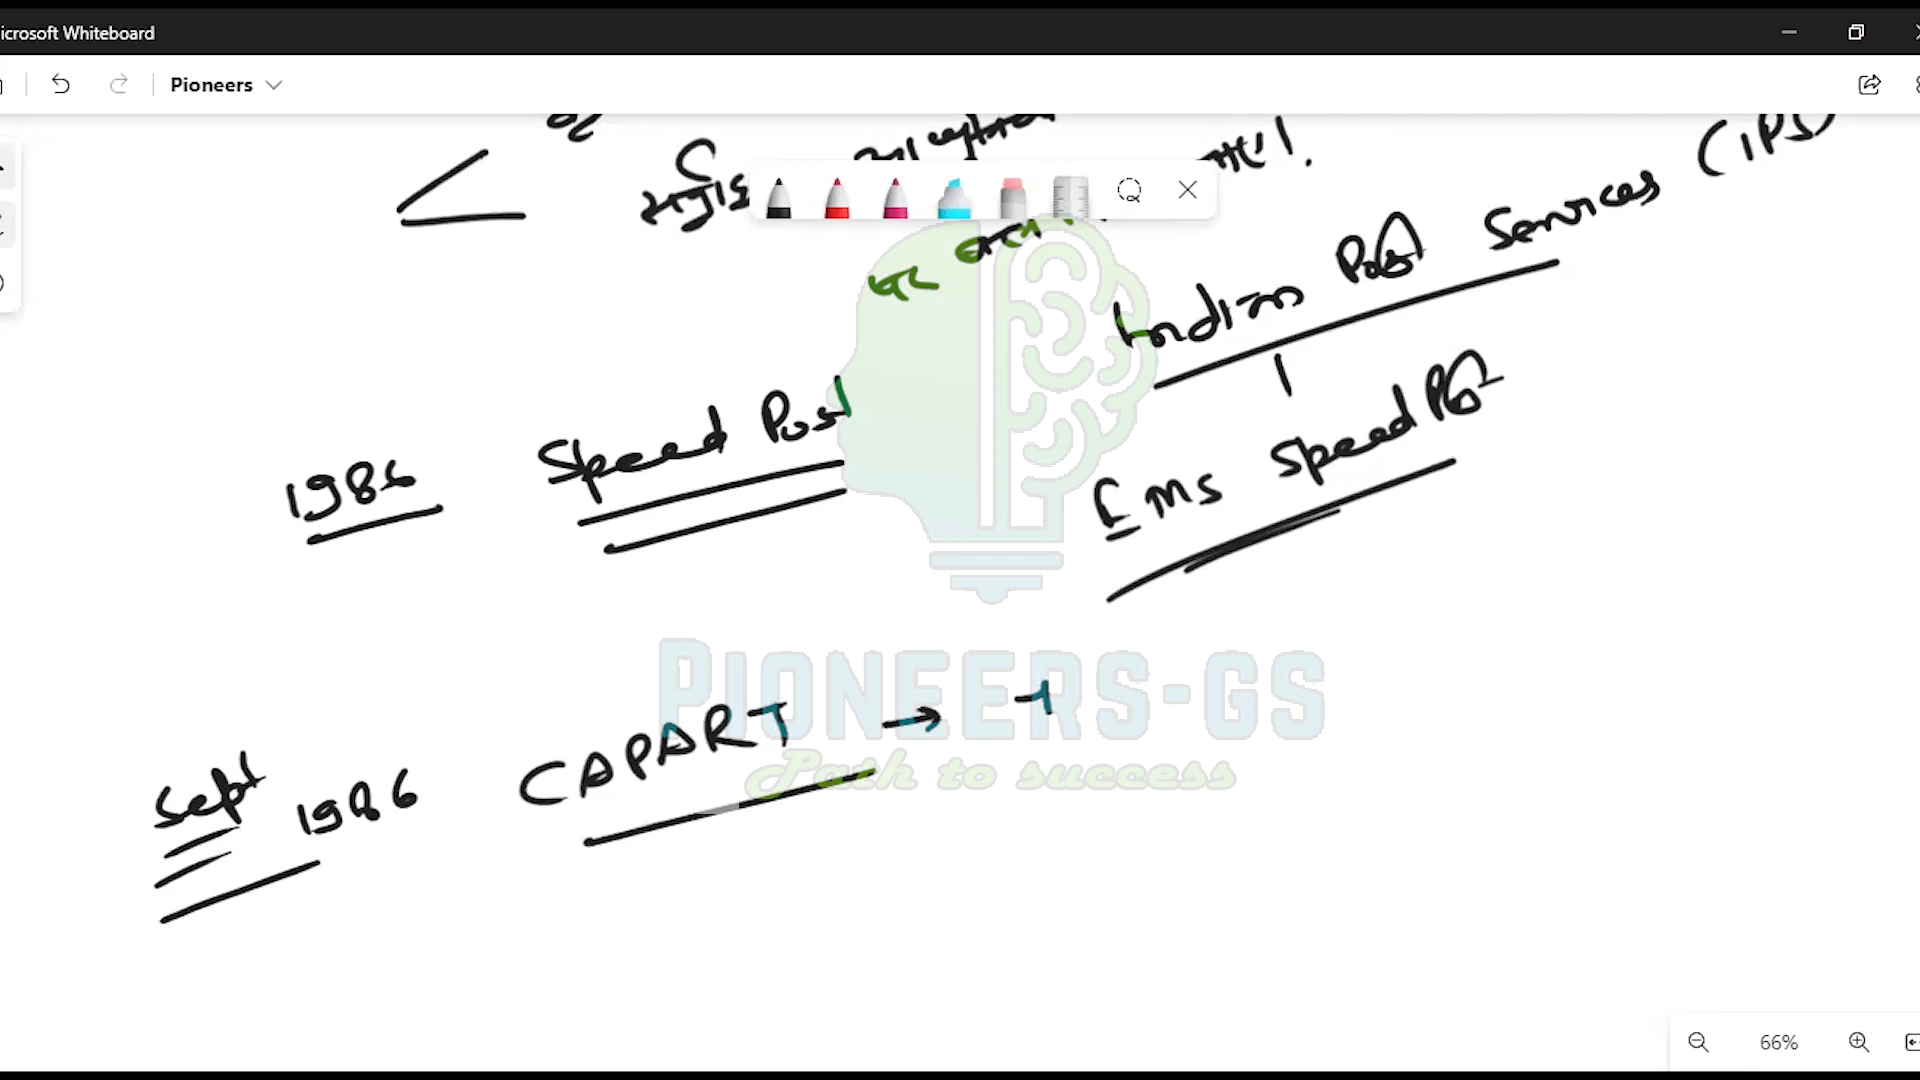 icrosoft Whiteboard
Pioneers
Indian Post Services (IPS)
1986 Speed Post
EMS Speed Post
PIONEERS-GS
Path to success
Sept 1986 CAPART →
66%